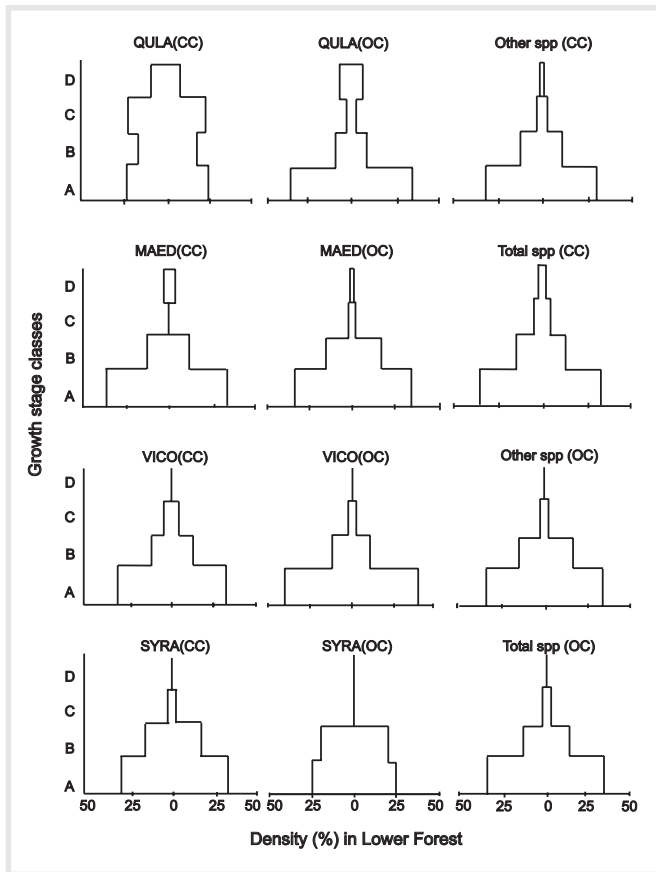 QULA(CC) QULA(OC) Other spp (CC)
D
C
B
A
MAED(CC) MAED(OC) Total spp (CC)
D
C
B
A
Growth stage classes
VICO(CC) VICO(OC) Other spp (OC)
D
C
B
A
SYRA(CC) SYRA(OC) Total spp (OC)
D
C
B
A
50 25 0 25 50 25 0 25 50 25 0 25 50
Density (%) in Lower Forest